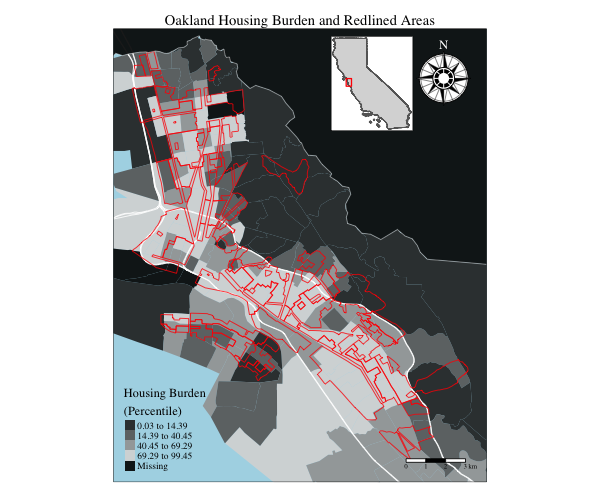 Oakland Housing Burden and Redlined Areas
N
Housing Burden
(Percentile)
0.03 to 14.39
14.39 to 40.45
40.45 to 69.29
69.29 to 99.45
Missing
0 1 2 3 km